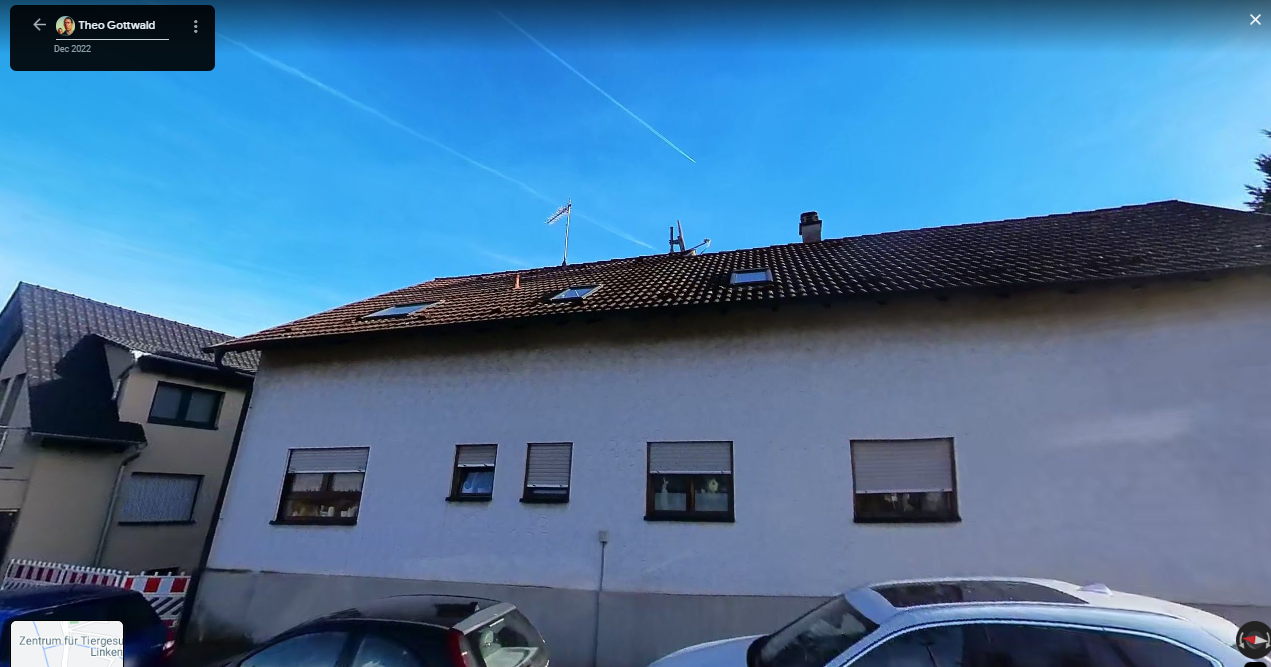 Theo Gottwald
Dec 2022
Zentrum für Tiergesu
Linken